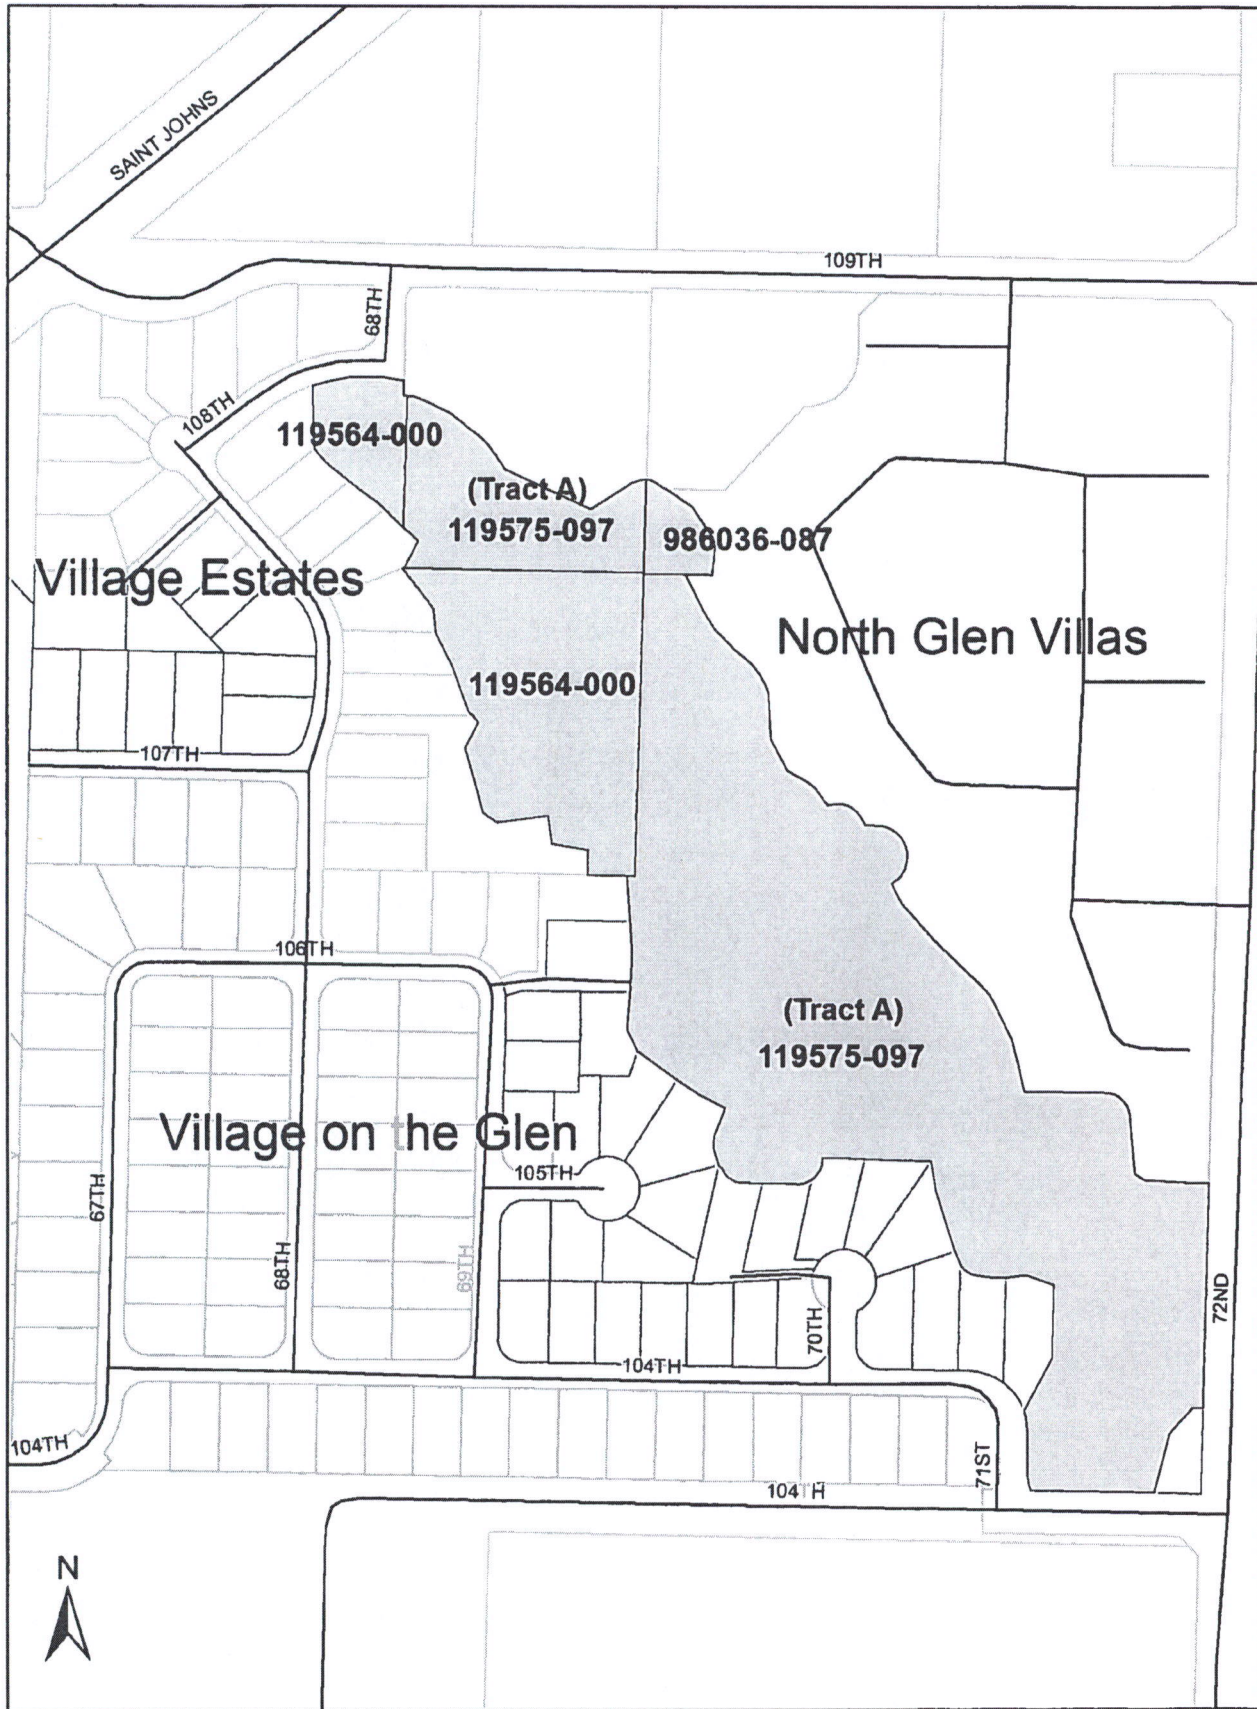 SAINT JOHNS
109TH
68TH
108TH
119564-000
(Tract A)
119575-097
986036-087
Village Estates
North Glen Villas
119564-000
107TH
106TH
(Tract A)
119575-097
Village on the Glen
105TH
67TH
68TH
69TH
70TH
72ND
104TH
104TH
71ST
104TH
N